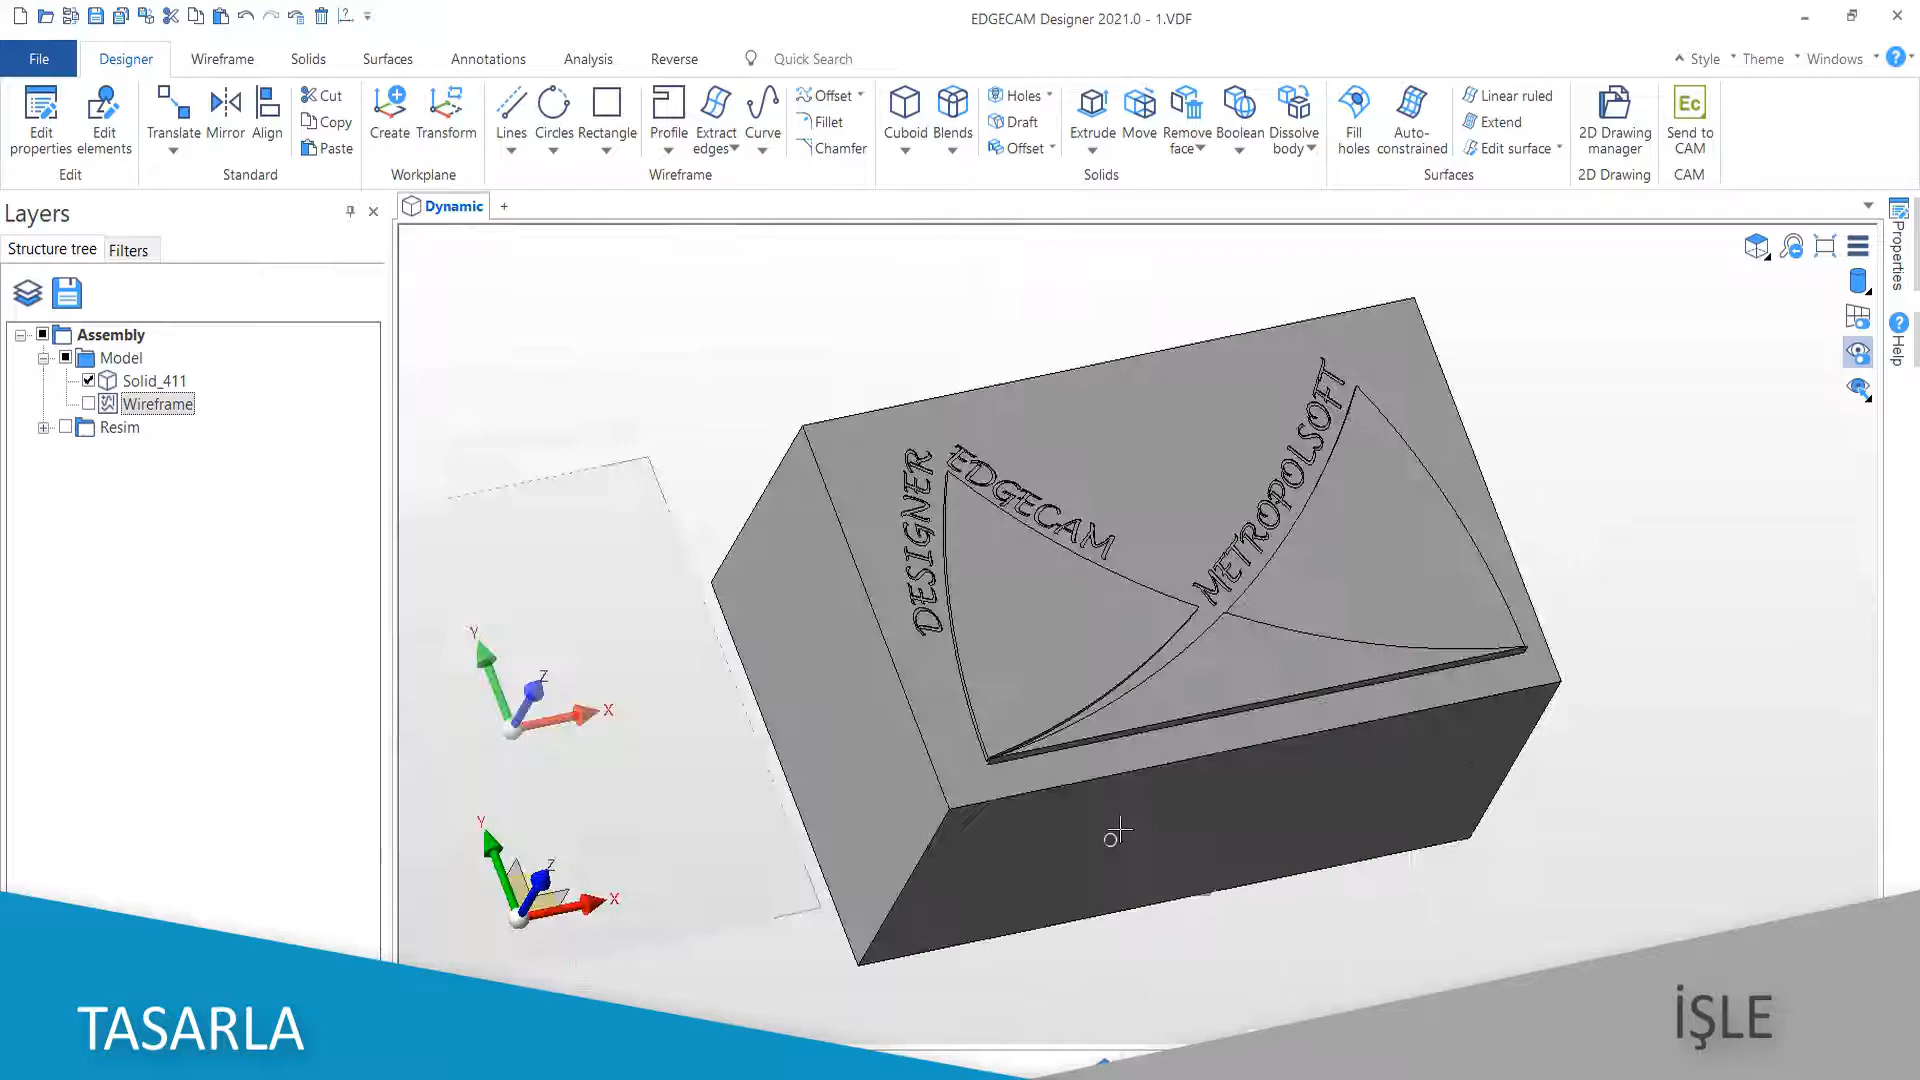 EDGECAM Designer 2021.0 - 1.VDF
File Designer Wireframe Solids Surfaces Annotations Analysis Reverse Quick Search Style Theme Windows
Edit properties
Edit elements
Edit
Translate
Mirror
Align
Cut
Copy
Paste
Standard
Create
Transform
Workplane
Lines
Circles
Rectangle
Profile
Extract edges
Curve
Offset
Fillet
Chamfer
Wireframe
Cuboid
Blends
Holes
Draft
Offset
Extrude
Move
Remove face
Boolean
Dissolve body
Solids
Fill holes
Auto-constrained
Linear ruled
Extend
Edit surface
Surfaces
2D Drawing manager
2D Drawing
Ec
Send to CAM
CAM
Layers
Structure tree
Filters
Assembly
Model
Solid_411
Wireframe
Resim
Dynamic +
Properties
Help
DESIGNER
EDGECAM
METROPOLSOFT
Y
Z
X
Y
Z
X
TASARLA
İŞLE